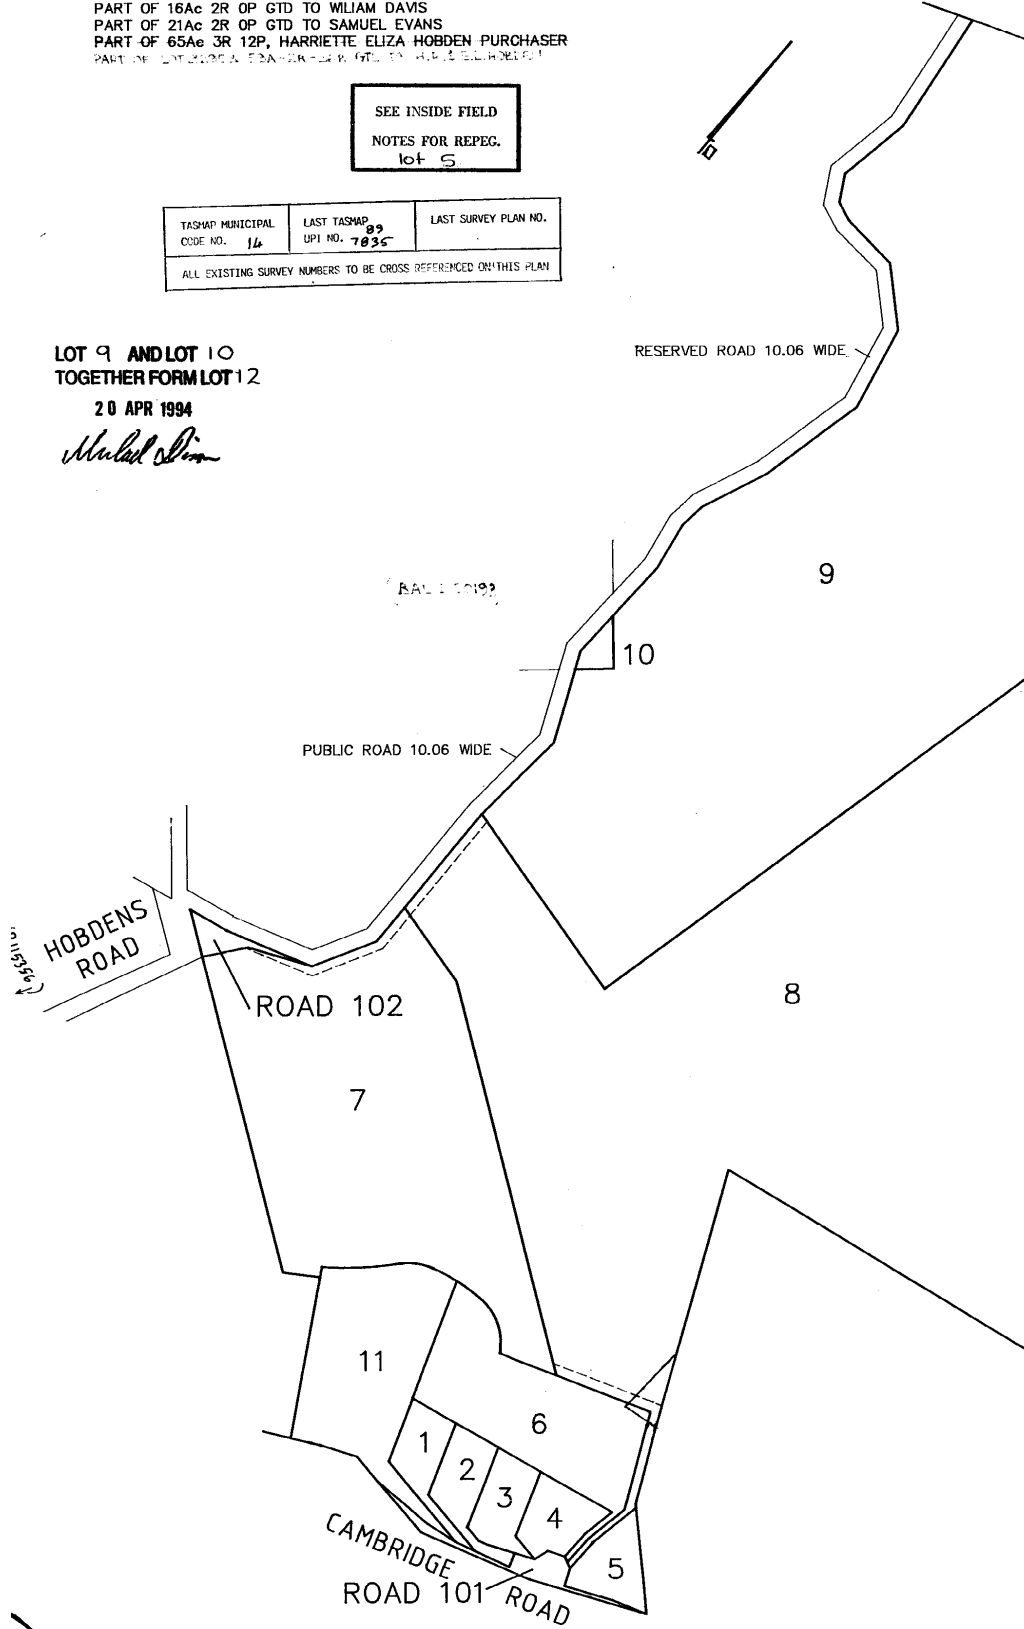 PART OF 16Ac 2R 0P GTD TO WILIAM DAVIS
PART OF 21Ac 2R 0P GTD TO SAMUEL EVANS
PART OF 65Ae 3R 12P, HARRIETTE ELIZA HOBDEN PURCHASER
PART OF
SEE INSIDE FIELD
NOTES FOR REPEG.
lot 5
TASMAP MUNICIPAL
CODE NO. 14
LAST TASMAP
UPI NO. 7835
89
LAST SURVEY PLAN NO.
ALL EXISTING SURVEY NUMBERS TO BE CROSS REFERENCED ON THIS PLAN
LOT 9 AND LOT 10
TOGETHER FORM LOT 12
20 APR 1994
RESERVED ROAD 10.06 WIDE
9
10
PUBLIC ROAD 10.06 WIDE
HOBDENS
ROAD
ROAD 102
8
7
11
6
1
2
3
4
5
CAMBRIDGE ROAD
ROAD 101